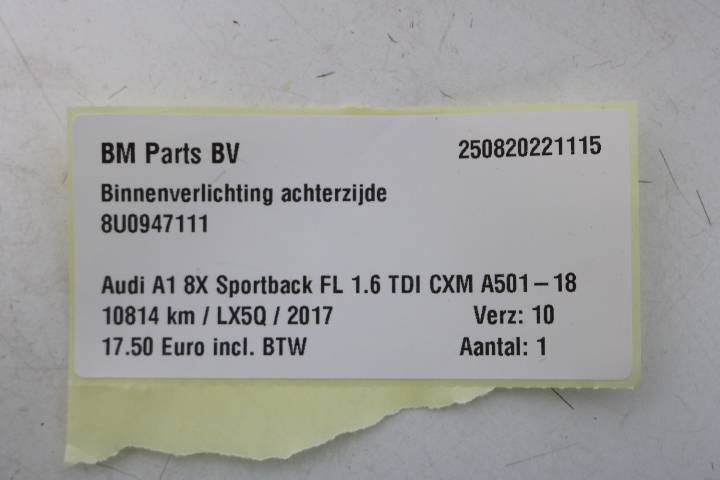 BM Parts BV 250820221115
Binnenverlichting achterzijde
8U0947111
Audi A1 8X Sportback FL 1.6 TDI CXM A501-18
10814 km / LX5Q / 2017 Verz: 10
17.50 Euro incl. BTW Aantal: 1